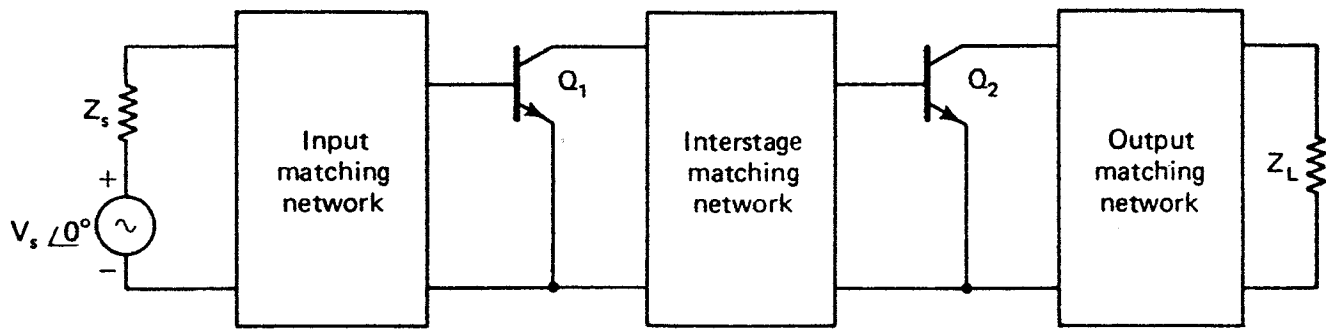 Z_s
+
V_s ∠0°
−
Input
matching
network
Q_1
Interstage
matching
network
Q_2
Output
matching
network
Z_L